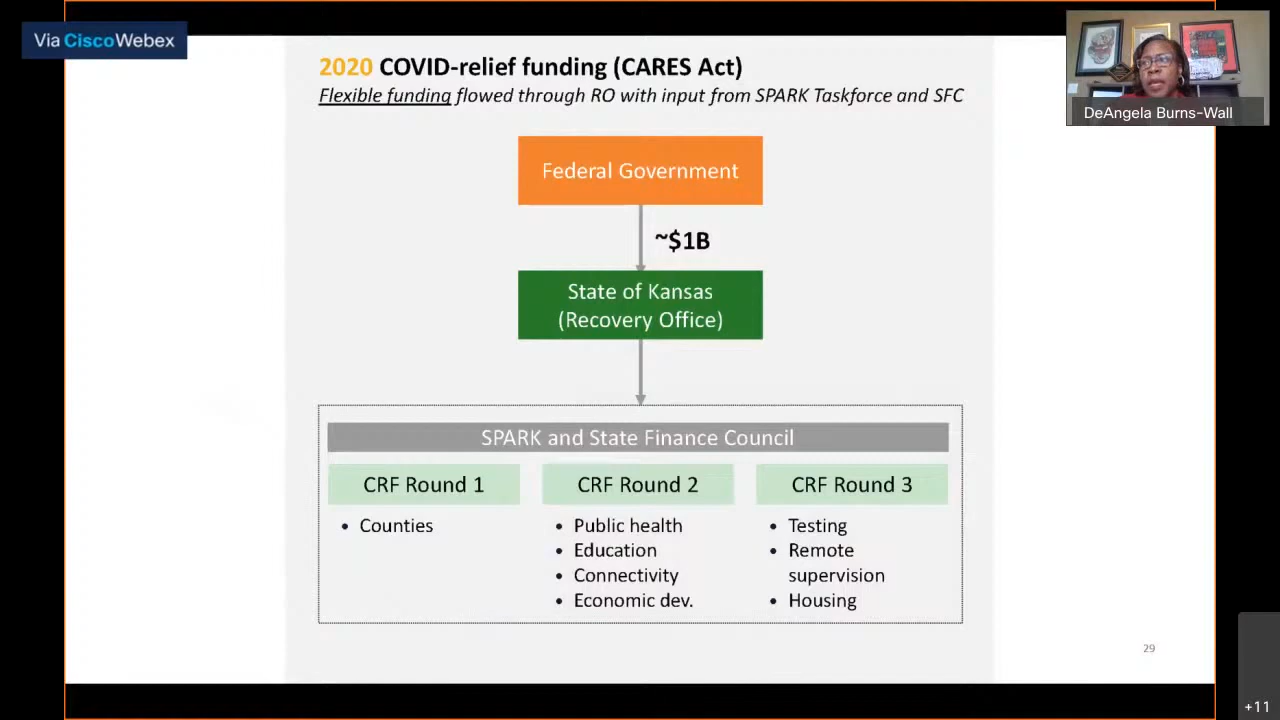 Via Cisco Webex
DeAngela Burns-Wall
2020 COVID-relief funding (CARES Act)
Flexible funding flowed through RO with input from SPARK Taskforce and SFC
Federal Government
~$1B
State of Kansas
(Recovery Office)
SPARK and State Finance Council
CRF Round 1
• Counties
CRF Round 2
• Public health
• Education
• Connectivity
• Economic dev.
CRF Round 3
• Testing
• Remote
supervision
• Housing
29
+11